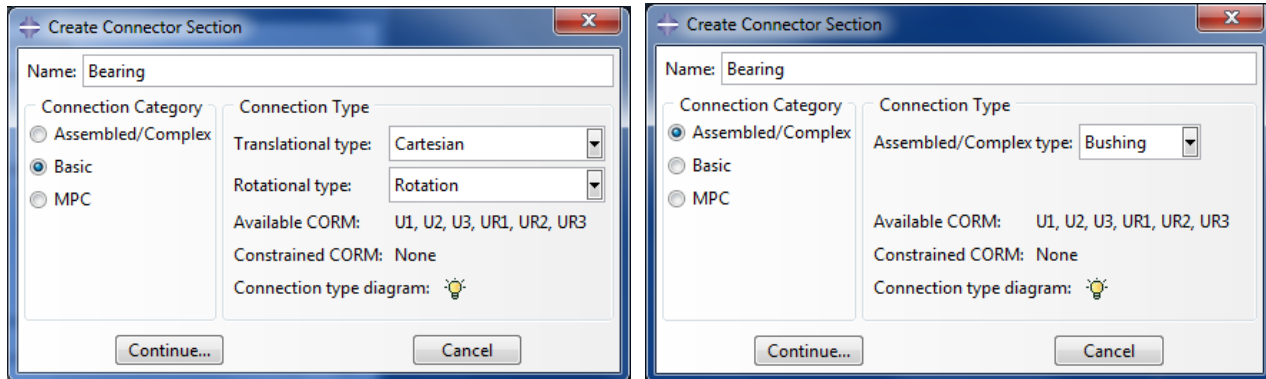 Create Connector Section
Name: Bearing
Connection Category
Assembled/Complex
Basic
MPC
Connection Type
Translational type: Cartesian
Rotational type: Rotation
Available CORM: U1, U2, U3, UR1, UR2, UR3
Constrained CORM: None
Connection type diagram:
Continue... Cancel
Create Connector Section
Name: Bearing
Connection Category
Assembled/Complex
Basic
MPC
Connection Type
Assembled/Complex type: Bushing
Available CORM: U1, U2, U3, UR1, UR2, UR3
Constrained CORM: None
Connection type diagram:
Continue... Cancel